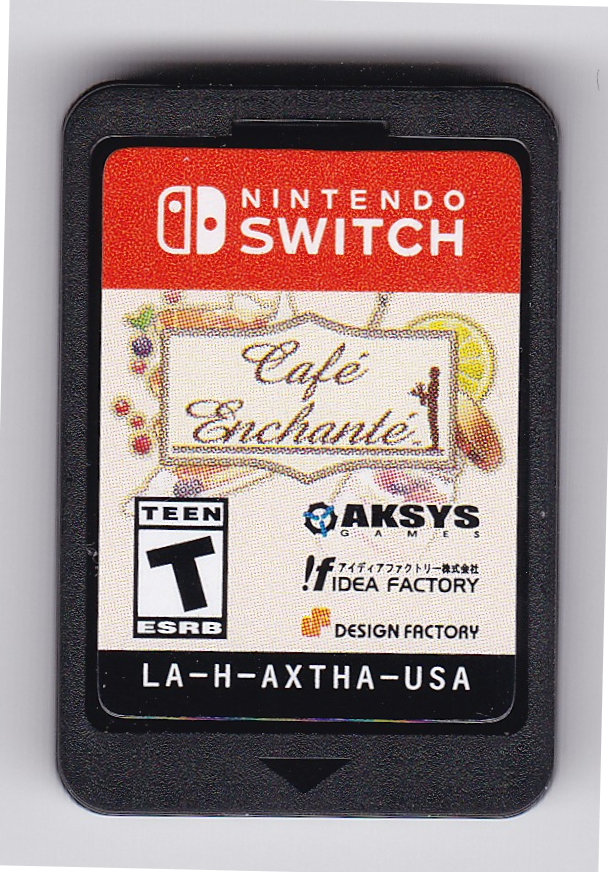 NINTENDO
SWITCH
Café
Enchanté
TEEN
T
ESRB
AKSYS
GAMES
!f アイディアファクトリー株式会社
IDEA FACTORY
DESIGN FACTORY
LA-H-AXTHA-USA